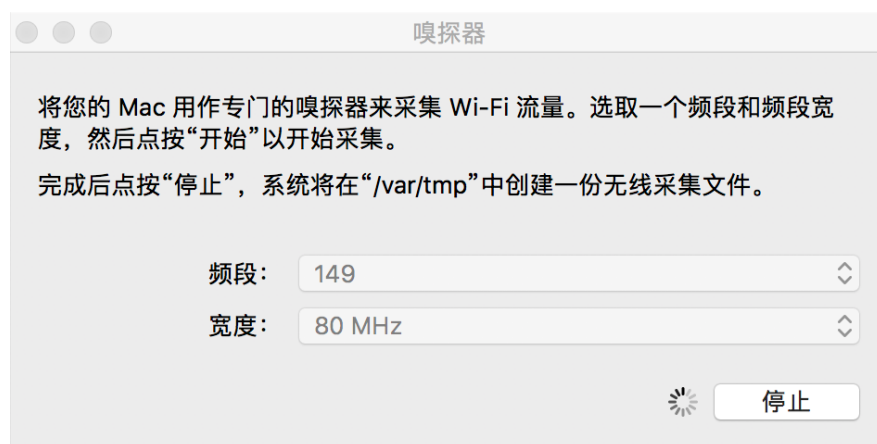 嗅探器
将您的 Mac 用作专门的嗅探器来采集 Wi-Fi 流量。选取一个频段和频段宽
度，然后点按“开始”以开始采集。
完成后点按“停止”，系统将在“/var/tmp”中创建一份无线采集文件。
频段： 149
宽度： 80 MHz
停止